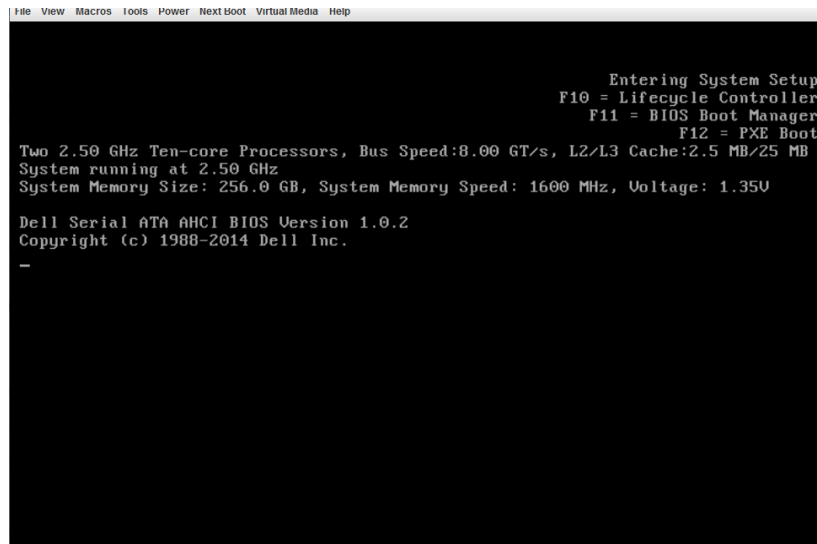 File View Macros Tools Power Next Boot Virtual Media Help
Entering System Setup
F10 = Lifecycle Controller
F11 = BIOS Boot Manager
F12 = PXE Boot
Two 2.50 GHz Ten-core Processors, Bus Speed:8.00 GT/s, L2/L3 Cache:2.5 MB/25 MB
System running at 2.50 GHz
System Memory Size: 256.0 GB, System Memory Speed: 1600 MHz, Voltage: 1.35V
Dell Serial ATA AHCI BIOS Version 1.0.2
Copyright (c) 1988-2014 Dell Inc.